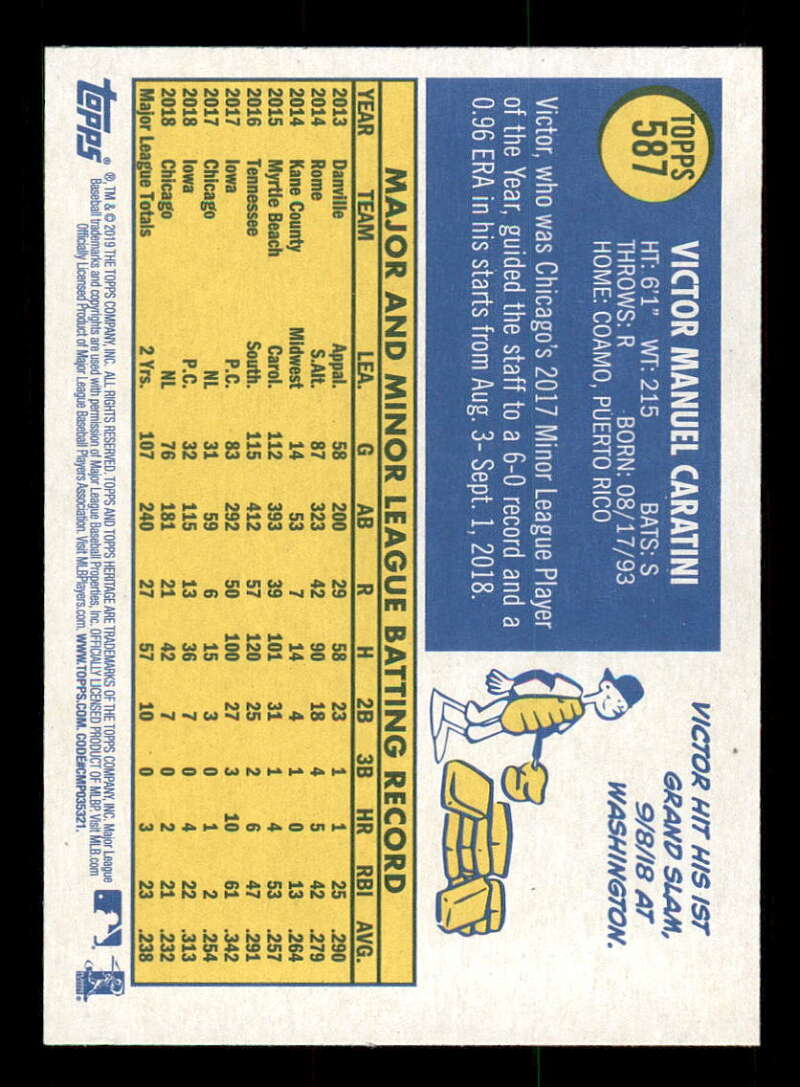 TOPPS
587
VICTOR MANUEL CARATINI
HT: 6'1" WT: 215 BATS: S
THROWS: R BORN: 08/17/93
HOME: COAMO, PUERTO RICO
Victor, who was Chicago's 2017 Minor League Player
of the Year, guided the staff to a 6-0 record and a
0.96 ERA in his starts from Aug. 3- Sept. 1, 2018.
VICTOR HIT HIS 1ST
GRAND SLAM,
9/8/18 AT
WASHINGTON.
MAJOR AND MINOR LEAGUE BATTING RECORD
YEAR TEAM LEA. G AB R H 2B 3B HR RBI AVG.
2013 Danville Appal. 58 200 29 58 23 1 1 25 .290
2014 Rome S.Atl. 87 323 42 90 18 4 5 42 .279
2014 Kane County Midwest 14 53 7 14 4 1 0 13 .264
2015 Myrtle Beach Carol. 112 393 39 101 31 1 4 53 .257
2016 Tennessee South. 115 412 57 120 25 2 6 47 .291
2017 Iowa P.C. 83 292 50 100 27 3 10 61 .342
2017 Chicago NL 31 59 6 15 3 0 1 2 .254
2018 Iowa P.C. 32 115 13 36 7 0 4 22 .313
2018 Chicago NL 76 181 21 42 7 0 2 21 .232
Major League Totals 2 Yrs. 107 240 27 57 10 0 3 23 .238
topps
®, TM & © 2019 THE TOPPS COMPANY, INC. ALL RIGHTS RESERVED. TOPPS AND TOPPS HERITAGE ARE TRADEMARKS OF THE TOPPS COMPANY, INC. Major League
Baseball trademarks and copyrights are used with permission of Major League Baseball Properties, Inc. OFFICIALLY LICENSED PRODUCT OF MLBP. Visit MLB.com
Officially Licensed Product of Major League Baseball Players Association. Visit MLBPlayers.com. WWW.TOPPS.COM. CODE#CMP035321.